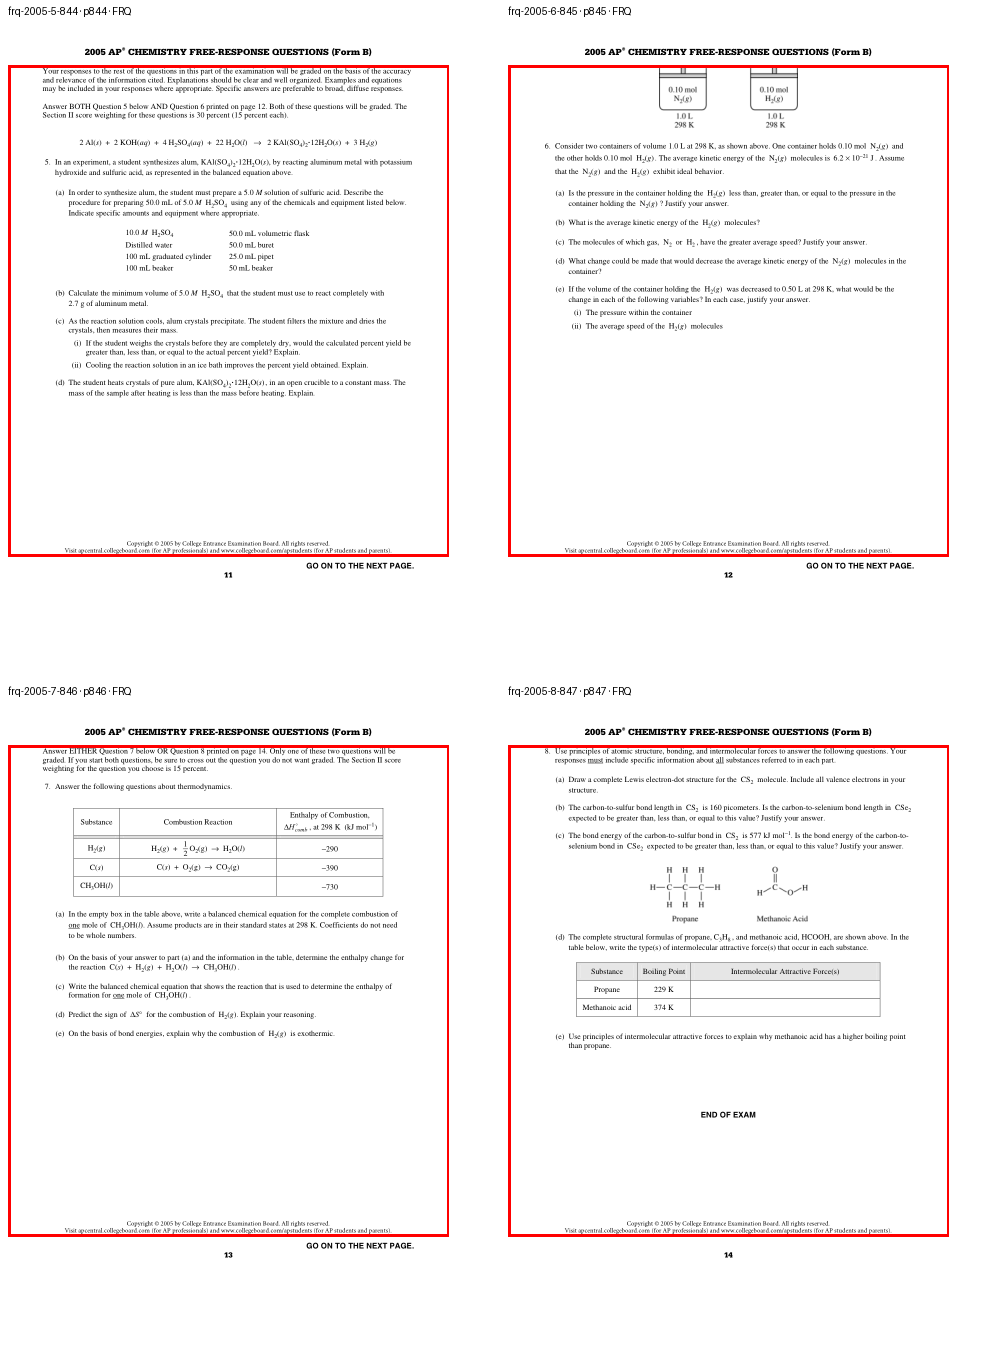 frq-2005-5-844 · p844 · FRQ
2005 AP® CHEMISTRY FREE-RESPONSE QUESTIONS (Form B)
Your responses to the rest of the questions in this part of the examination will be graded on the basis of the accuracy
and relevance of the information cited. Explanations should be clear and well organized. Examples and equations
may be included in your responses where appropriate. Specific answers are preferable to broad, diffuse responses.
Answer BOTH Question 5 below AND Question 6 printed on page 12. Both of these questions will be graded. The
Section II score weighting for these questions is 30 percent (15 percent each).
2 Al(s) + 2 KOH(aq) + 4 H₂SO₄(aq) + 22 H₂O(l) → 2 KAl(SO₄)₂·12H₂O(s) + 3 H₂(g)
5. In an experiment, a student synthesizes alum, KAl(SO₄)₂·12H₂O(s), by reacting aluminum metal with potassium
hydroxide and sulfuric acid, as represented in the balanced equation above.
(a) In order to synthesize alum, the student must prepare a 5.0 M solution of sulfuric acid. Describe the
procedure for preparing 50.0 mL of 5.0 M H₂SO₄ using any of the chemicals and equipment listed below.
Indicate specific amounts and equipment where appropriate.
10.0 M H₂SO₄ 50.0 mL volumetric flask
Distilled water 50.0 mL buret
100 mL graduated cylinder 25.0 mL pipet
100 mL beaker 50 mL beaker
(b) Calculate the minimum volume of 5.0 M H₂SO₄ that the student must use to react completely with
2.7 g of aluminum metal.
(c) As the reaction solution cools, alum crystals precipitate. The student filters the mixture and dries the
crystals, then measures their mass.
(i) If the student weighs the crystals before they are completely dry, would the calculated percent yield be
greater than, less than, or equal to the actual percent yield? Explain.
(ii) Cooling the reaction solution in an ice bath improves the percent yield obtained. Explain.
(d) The student heats crystals of pure alum, KAl(SO₄)₂·12H₂O(s), in an open crucible to a constant mass. The
mass of the sample after heating is less than the mass before heating. Explain.
Copyright © 2005 by College Entrance Examination Board. All rights reserved.
Visit apcentral.collegeboard.com (for AP professionals) and www.collegeboard.com/apstudents (for AP students and parents).
GO ON TO THE NEXT PAGE.
11
frq-2005-6-845 · p845 · FRQ
2005 AP® CHEMISTRY FREE-RESPONSE QUESTIONS (Form B)
0.10 mol 0.10 mol
N₂(g) H₂(g)
1.0 L 1.0 L
298 K 298 K
6. Consider two containers of volume 1.0 L at 298 K, as shown above. One container holds 0.10 mol N₂(g) and
the other holds 0.10 mol H₂(g). The average kinetic energy of the N₂(g) molecules is 6.2 × 10⁻²¹ J. Assume
that the N₂(g) and the H₂(g) exhibit ideal behavior.
(a) Is the pressure in the container holding the H₂(g) less than, greater than, or equal to the pressure in the
container holding the N₂(g)? Justify your answer.
(b) What is the average kinetic energy of the H₂(g) molecules?
(c) The molecules of which gas, N₂ or H₂, have the greater average speed? Justify your answer.
(d) What change could be made that would decrease the average kinetic energy of the N₂(g) molecules in the
container?
(e) If the volume of the container holding the H₂(g) was decreased to 0.50 L at 298 K, what would be the
change in each of the following variables? In each case, justify your answer.
(i) The pressure within the container
(ii) The average speed of the H₂(g) molecules
Copyright © 2005 by College Entrance Examination Board. All rights reserved.
Visit apcentral.collegeboard.com (for AP professionals) and www.collegeboard.com/apstudents (for AP students and parents).
GO ON TO THE NEXT PAGE.
12
frq-2005-7-846 · p846 · FRQ
2005 AP® CHEMISTRY FREE-RESPONSE QUESTIONS (Form B)
Answer EITHER Question 7 below OR Question 8 printed on page 14. Only one of these two questions will be
graded. If you start both questions, be sure to cross out the question you do not want graded. The Section II score
weighting for the question you choose is 15 percent.
7. Answer the following questions about thermodynamics.
Substance Combustion Reaction Enthalpy of Combustion,
ΔH°comb, at 298 K (kJ mol⁻¹)
H₂(g) H₂(g) + 1/2 O₂(g) → H₂O(l) −290
C(s) C(s) + O₂(g) → CO₂(g) −390
CH₃OH(l) −730
(a) In the empty box in the table above, write a balanced chemical equation for the complete combustion of
one mole of CH₃OH(l). Assume products are in their standard states at 298 K. Coefficients do not need
to be whole numbers.
(b) On the basis of your answer to part (a) and the information in the table, determine the enthalpy change for
the reaction C(s) + H₂(g) + H₂O(l) → CH₃OH(l).
(c) Write the balanced chemical equation that shows the reaction that is used to determine the enthalpy of
formation for one mole of CH₃OH(l).
(d) Predict the sign of ΔS° for the combustion of H₂(g). Explain your reasoning.
(e) On the basis of bond energies, explain why the combustion of H₂(g) is exothermic.
Copyright © 2005 by College Entrance Examination Board. All rights reserved.
Visit apcentral.collegeboard.com (for AP professionals) and www.collegeboard.com/apstudents (for AP students and parents).
GO ON TO THE NEXT PAGE.
13
frq-2005-8-847 · p847 · FRQ
2005 AP® CHEMISTRY FREE-RESPONSE QUESTIONS (Form B)
8. Use principles of atomic structure, bonding, and intermolecular forces to answer the following questions. Your
responses must include specific information about all substances referred to in each part.
(a) Draw a complete Lewis electron-dot structure for the CS₂ molecule. Include all valence electrons in your
structure.
(b) The carbon-to-sulfur bond length in CS₂ is 160 picometers. Is the carbon-to-selenium bond length in CSe₂
expected to be greater than, less than, or equal to this value? Justify your answer.
(c) The bond energy of the carbon-to-sulfur bond in CS₂ is 577 kJ mol⁻¹. Is the bond energy of the carbon-to-
selenium bond in CSe₂ expected to be greater than, less than, or equal to this value? Justify your answer.
H H H O
H—C—C—C—H H C O H
H H H
Propane Methanoic Acid
(d) The complete structural formulas of propane, C₃H₈, and methanoic acid, HCOOH, are shown above. In the
table below, write the type(s) of intermolecular attractive force(s) that occur in each substance.
Substance Boiling Point Intermolecular Attractive Force(s)
Propane 229 K
Methanoic acid 374 K
(e) Use principles of intermolecular attractive forces to explain why methanoic acid has a higher boiling point
than propane.
END OF EXAM
Copyright © 2005 by College Entrance Examination Board. All rights reserved.
Visit apcentral.collegeboard.com (for AP professionals) and www.collegeboard.com/apstudents (for AP students and parents).
14